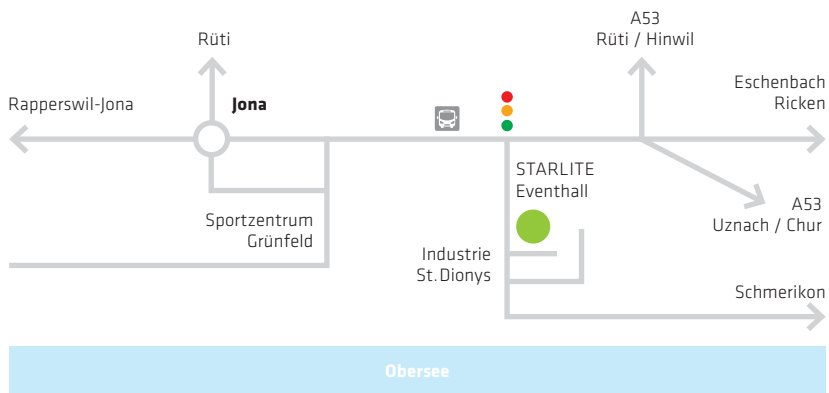 A53
Rüti / Hinwil
Rüti
Eschenbach
Ricken
Rapperswil-Jona
Jona
STARLITE
Eventhall
A53
Uznach / Chur
Sportzentrum
Grünfeld
Industrie
St. Dionys
Schmerikon
Obersee